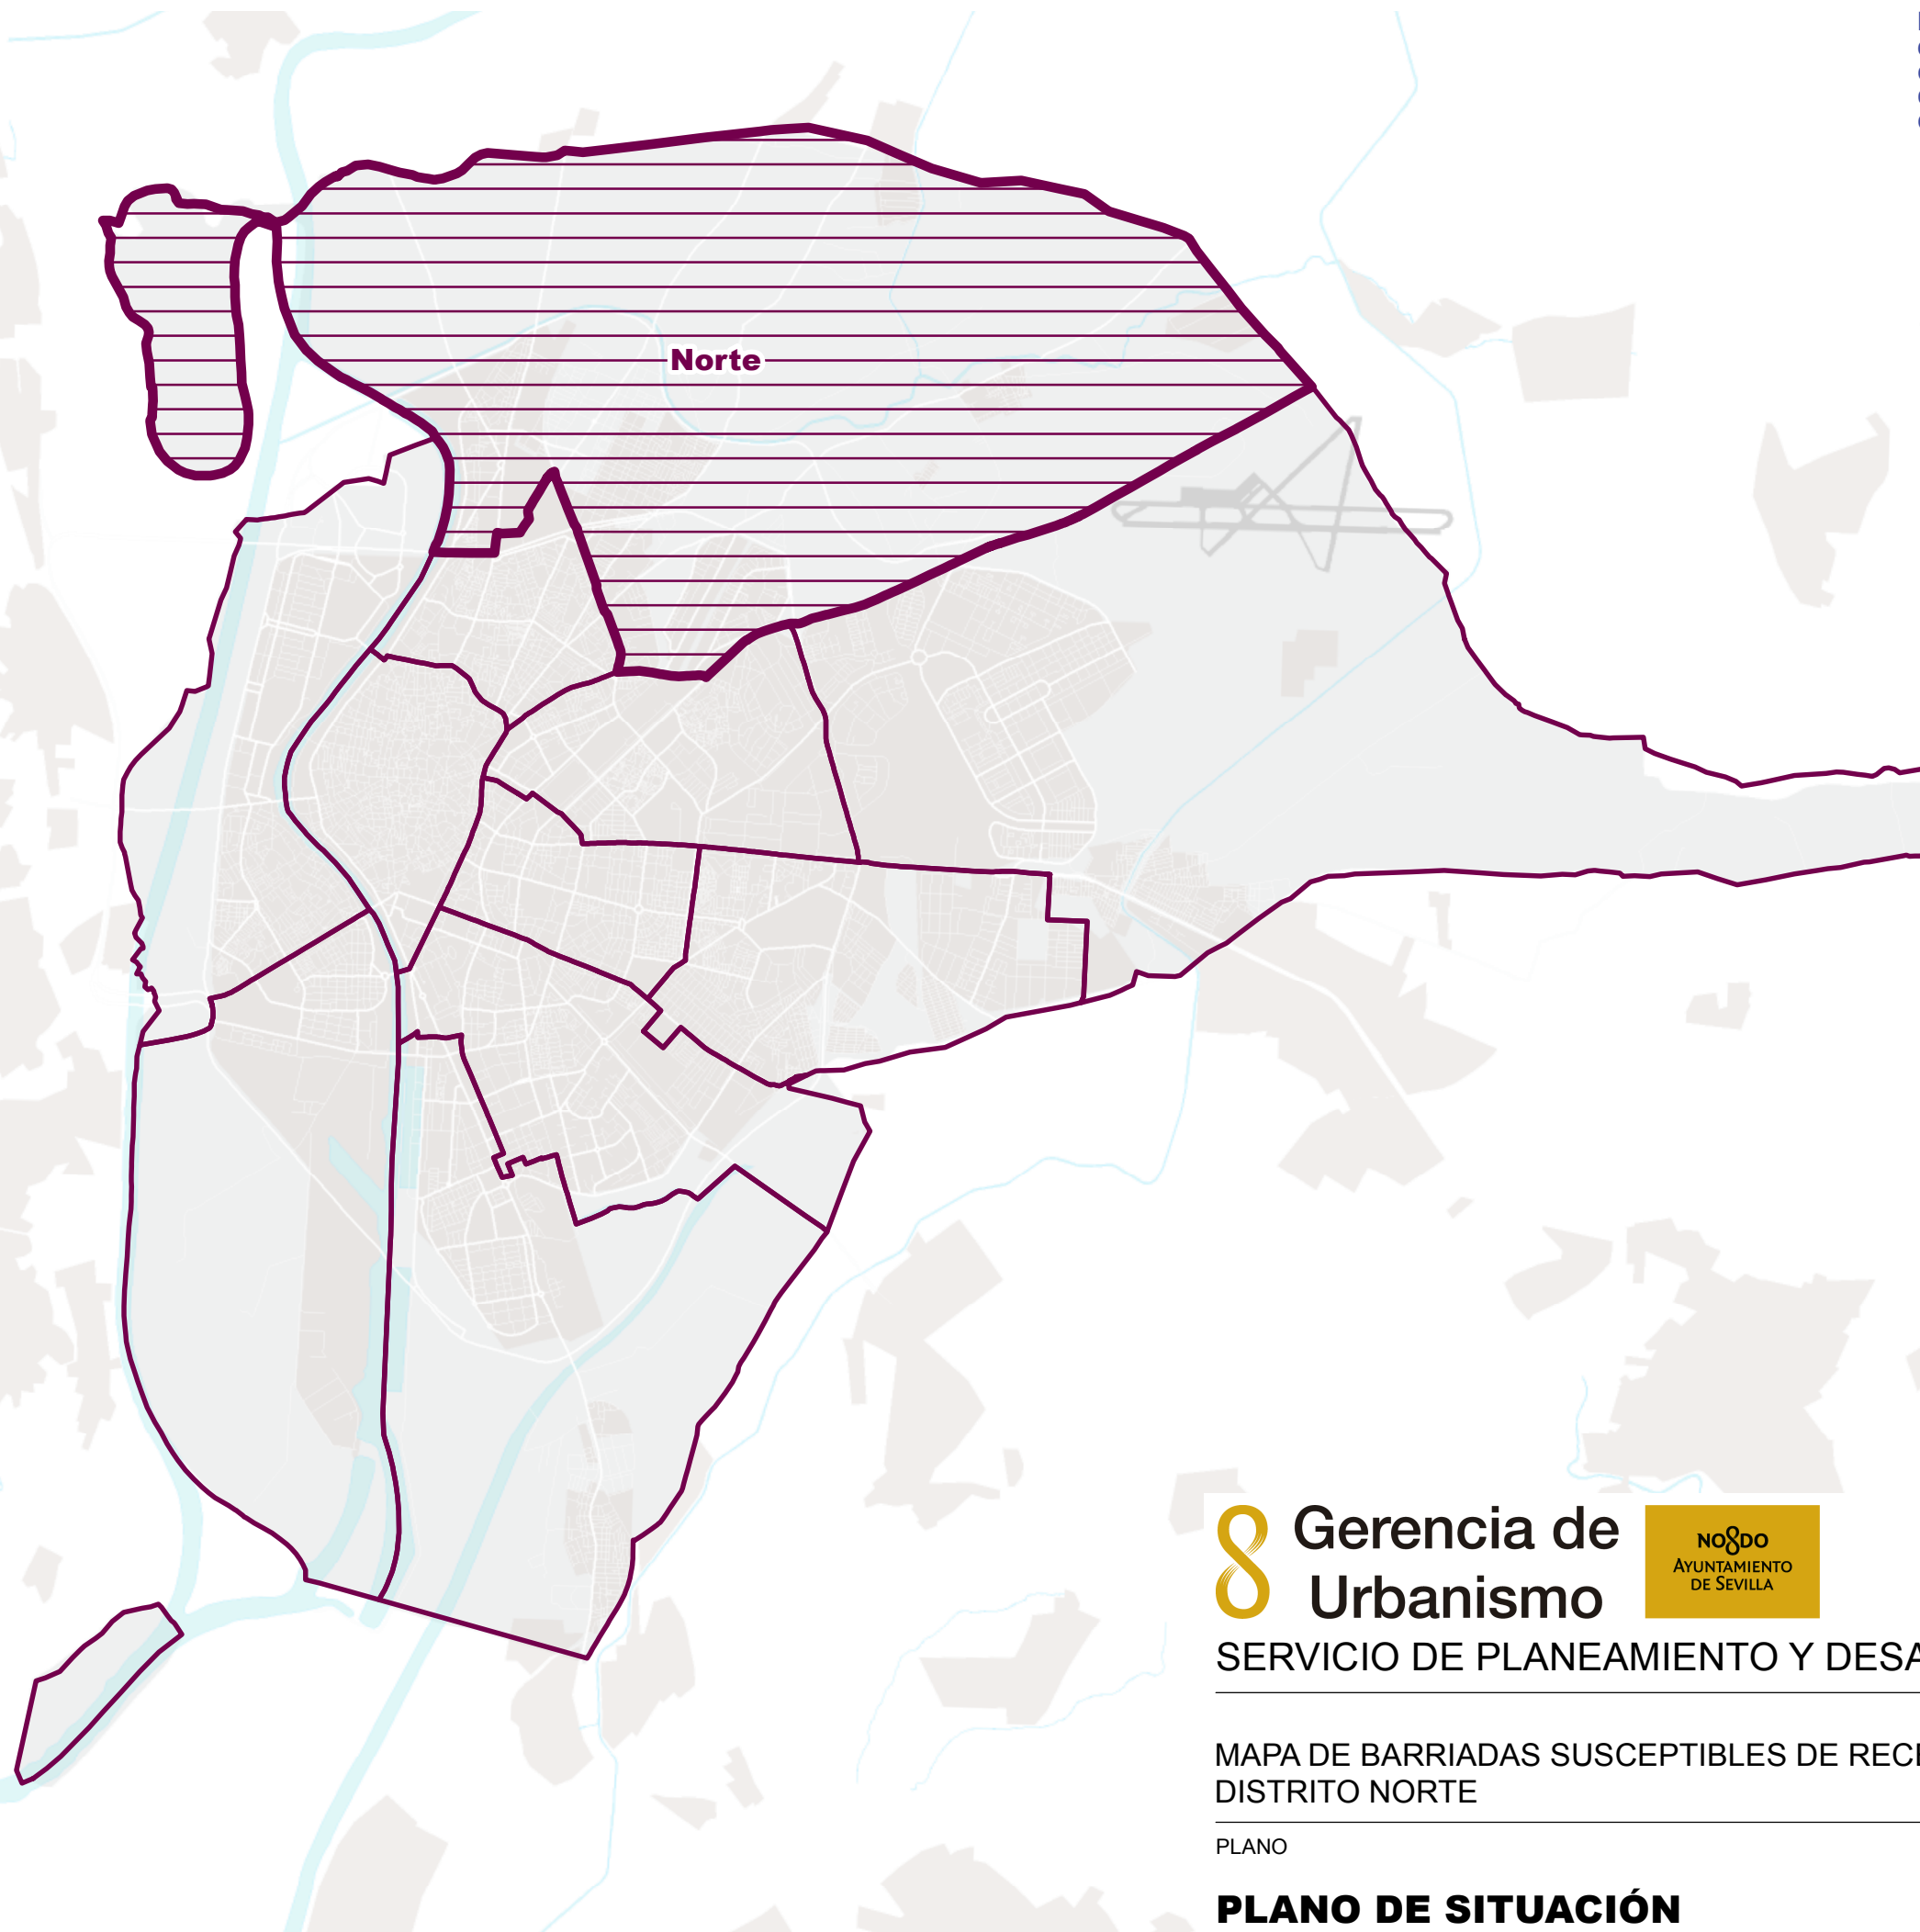 Norte
Gerencia de
Urbanismo
NO8DO
AYUNTAMIENTO
DE SEVILLA
SERVICIO DE PLANEAMIENTO Y DESA
MAPA DE BARRIADAS SUSCEPTIBLES DE RECE
DISTRITO NORTE
PLANO
PLANO DE SITUACIÓN